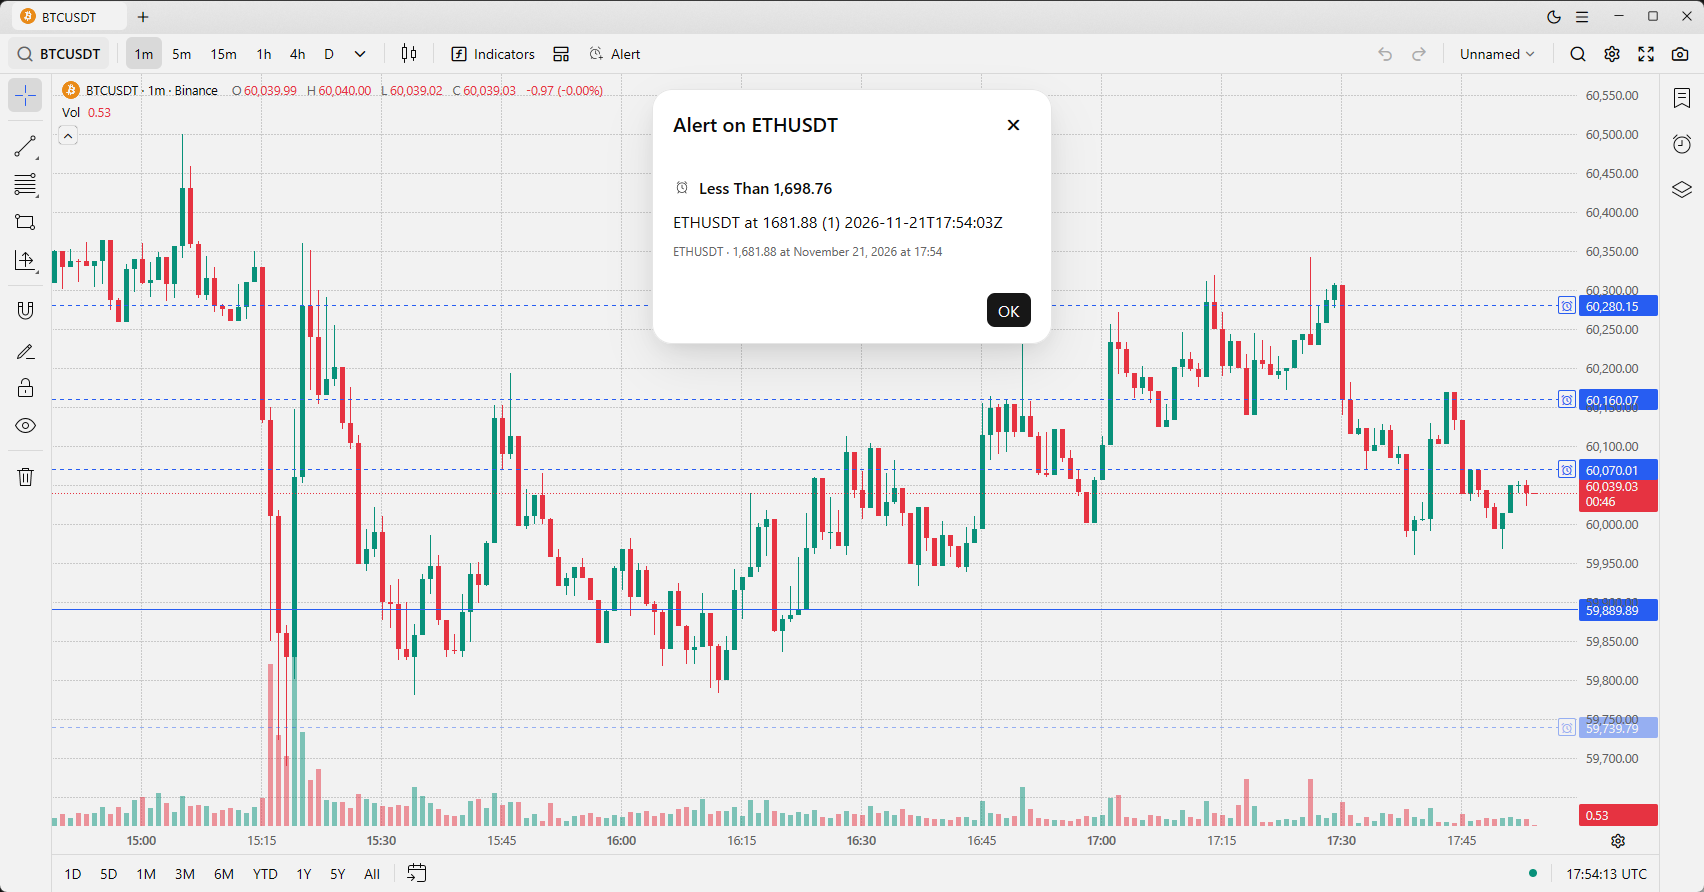 BTCUSDT
BTCUSDT 1m 5m 15m 1h 4h D Indicators Alert Unnamed
BTCUSDT · 1m · Binance O 60,039.99 H 60,040.00 L 60,039.02 C 60,039.03 -0.97 (-0.00%)
Vol 0.53
Alert on ETHUSDT
Less Than 1,698.76
ETHUSDT at 1681.88 (1) 2026-11-21T17:54:03Z
ETHUSDT · 1,681.88 at November 21, 2026 at 17:54
OK
60,550.00
60,500.00
60,450.00
60,400.00
60,350.00
60,300.00
60,280.15
60,250.00
60,200.00
60,160.07
60,100.00
60,070.01
60,039.03
00:46
60,000.00
59,950.00
59,889.89
59,850.00
59,800.00
59,750.00
59,739.79
59,700.00
0.53
15:00 15:15 15:30 15:45 16:00 16:15 16:30 16:45 17:00 17:15 17:30 17:45
1D 5D 1M 3M 6M YTD 1Y 5Y All 17:54:13 UTC